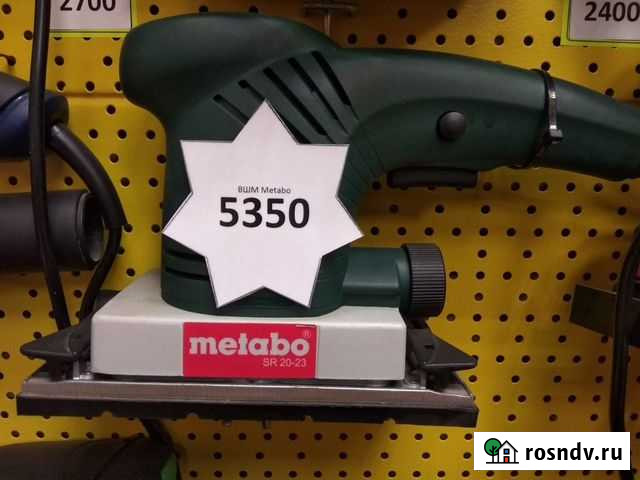 2700
2400
ВШМ Metabo
5350
metabo®
SR 20-23
rosndv.ru